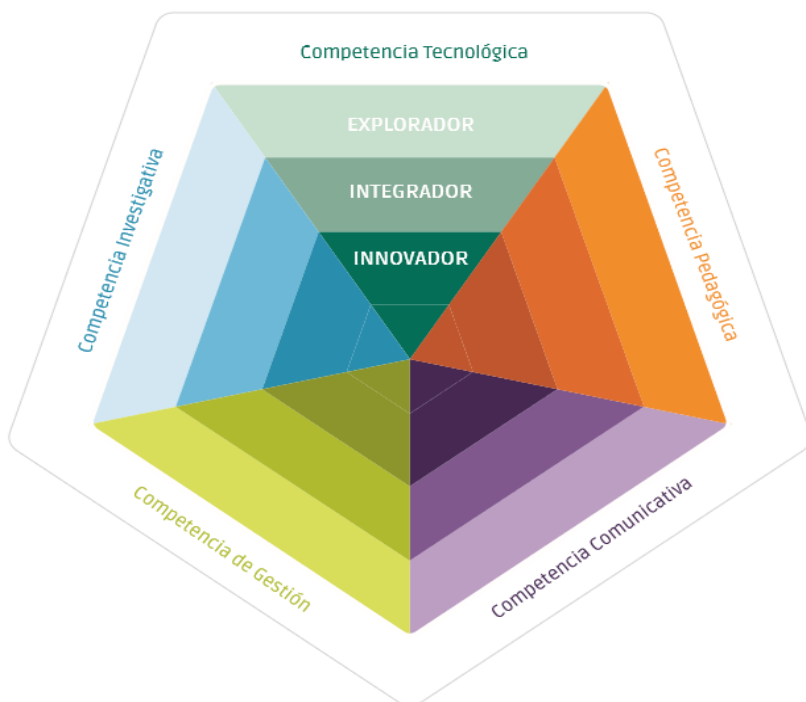 Competencia Tecnológica
EXPLORADOR
INTEGRADOR
INNOVADOR
Competencia Investigativa
Competencia Pedagógica
Competencia de Gestión
Competencia Comunicativa